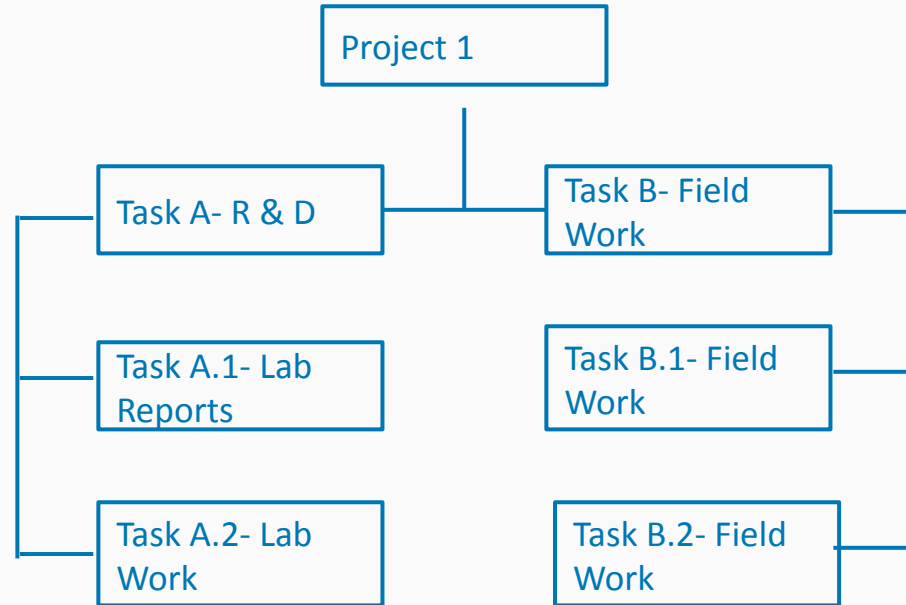 Project 1
Task A- R & D
Task B- Field
Work
Task A.1- Lab
Reports
Task B.1- Field
Work
Task A.2- Lab
Work
Task B.2- Field
Work